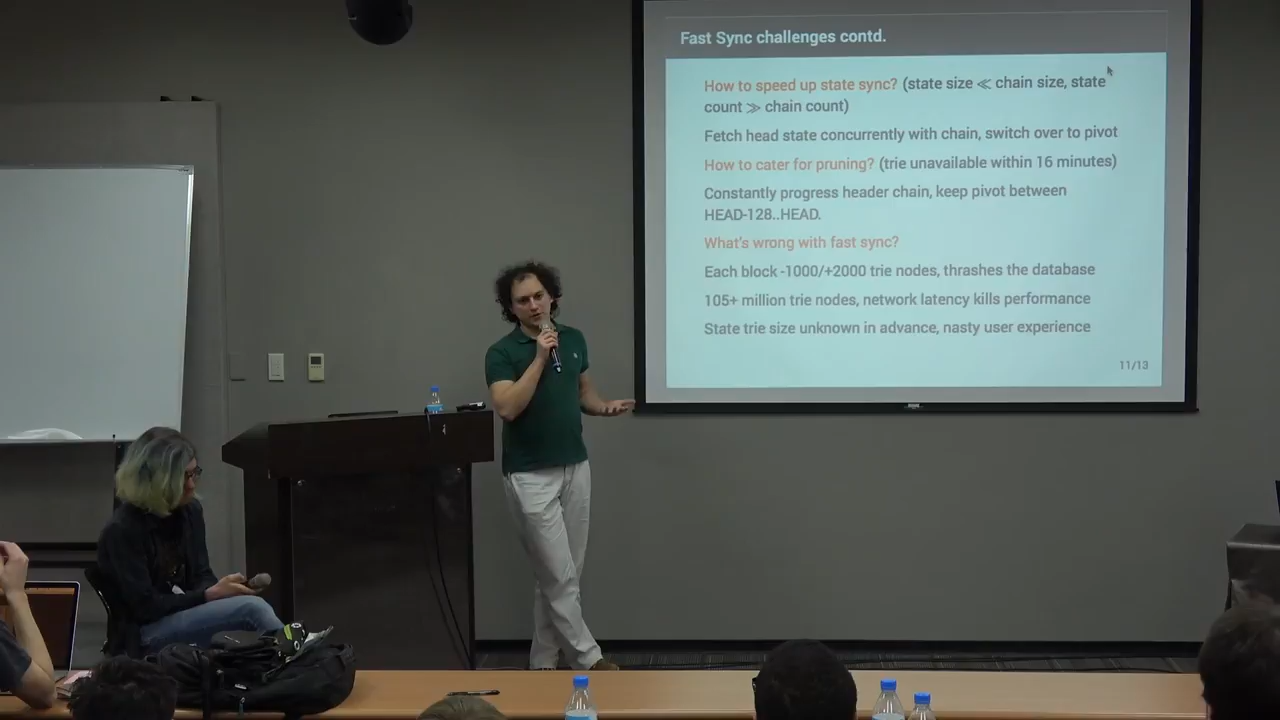 Fast Sync challenges contd.
How to speed up state sync? (state size ≪ chain size, state
count ≫ chain count)
Fetch head state concurrently with chain, switch over to pivot
How to cater for pruning? (trie unavailable within 16 minutes)
Constantly progress header chain, keep pivot between
HEAD-128..HEAD.
What's wrong with fast sync?
Each block -1000/+2000 trie nodes, thrashes the database
105+ million trie nodes, network latency kills performance
State trie size unknown in advance, nasty user experience
11/13